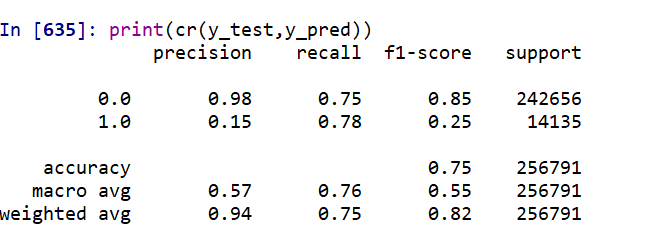 In [635]: print(cr(y_test,y_pred))
precision recall f1-score support
0.0 0.98 0.75 0.85 242656
1.0 0.15 0.78 0.25 14135
accuracy 0.75 256791
macro avg 0.57 0.76 0.55 256791
weighted avg 0.94 0.75 0.82 256791